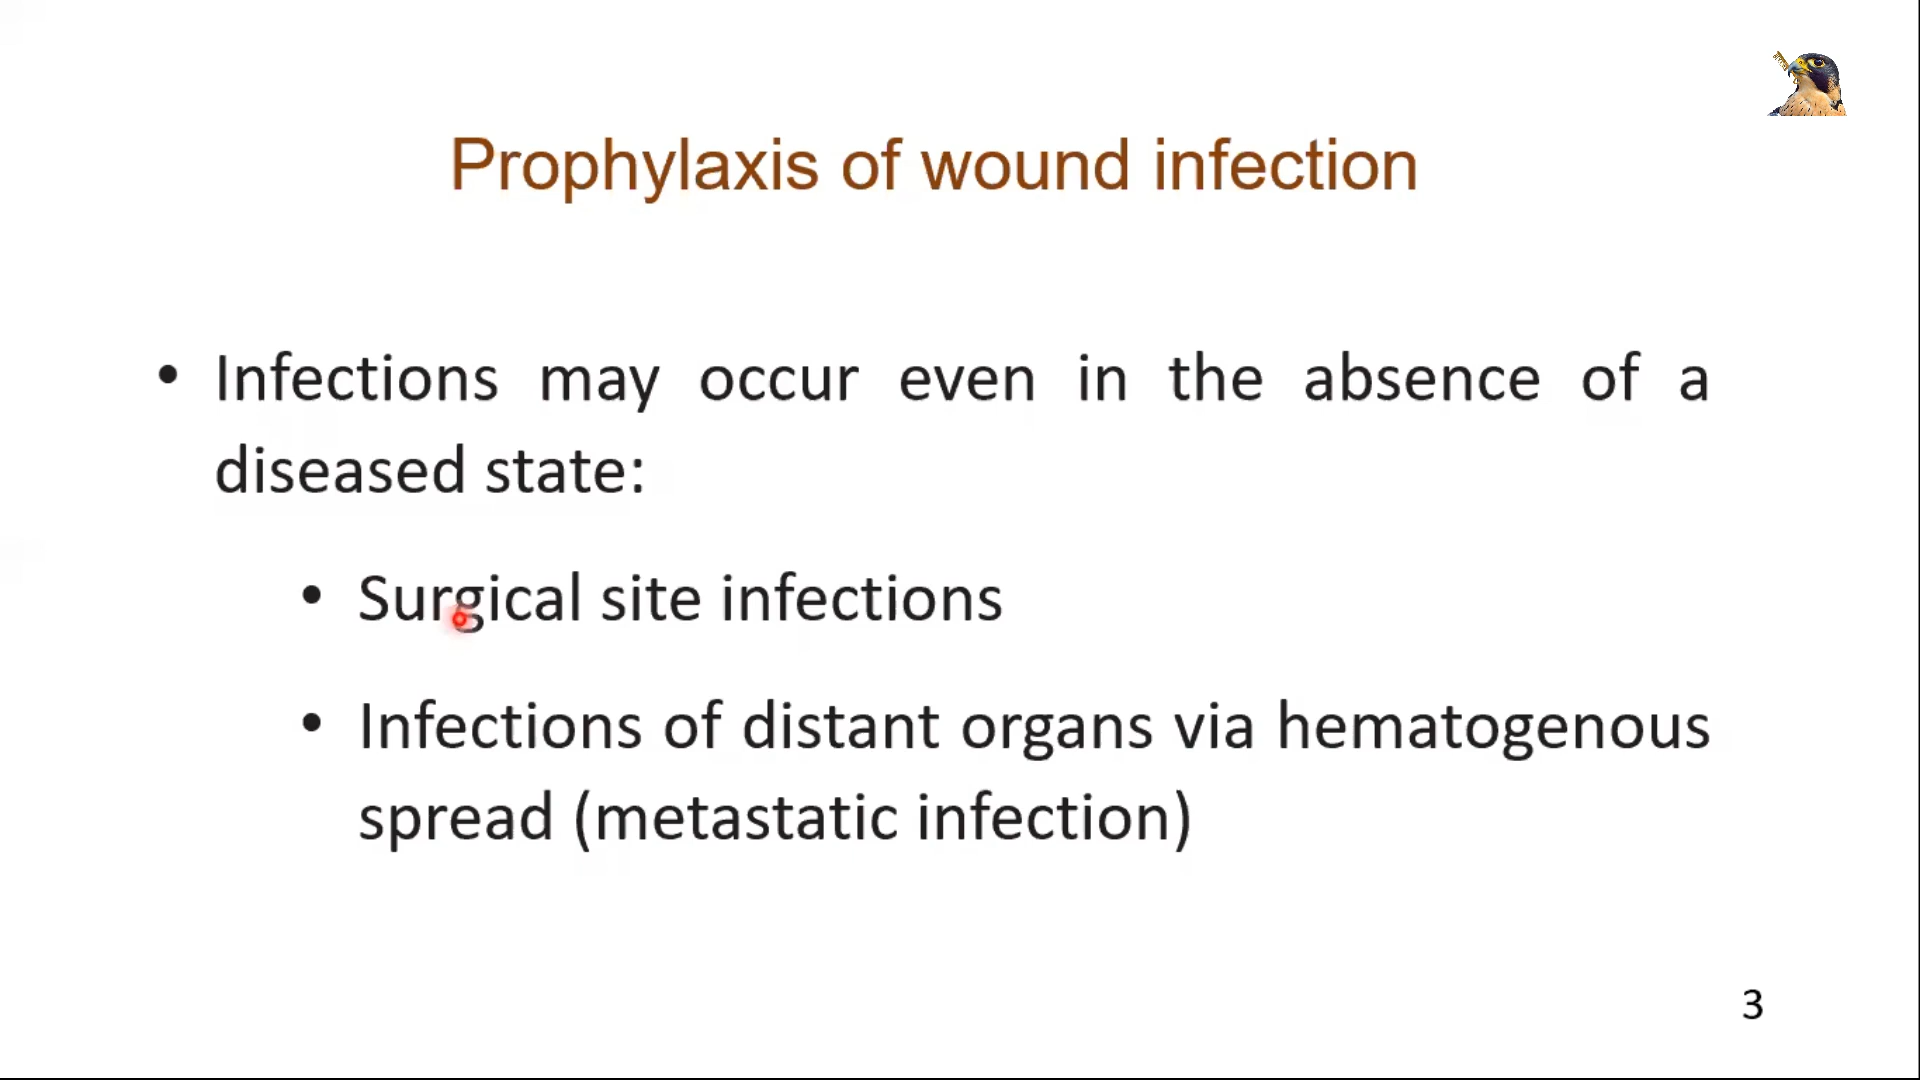 Prophylaxis of wound infection
• Infections may occur even in the absence of a
diseased state:
• Surgical site infections
• Infections of distant organs via hematogenous
spread (metastatic infection)
3